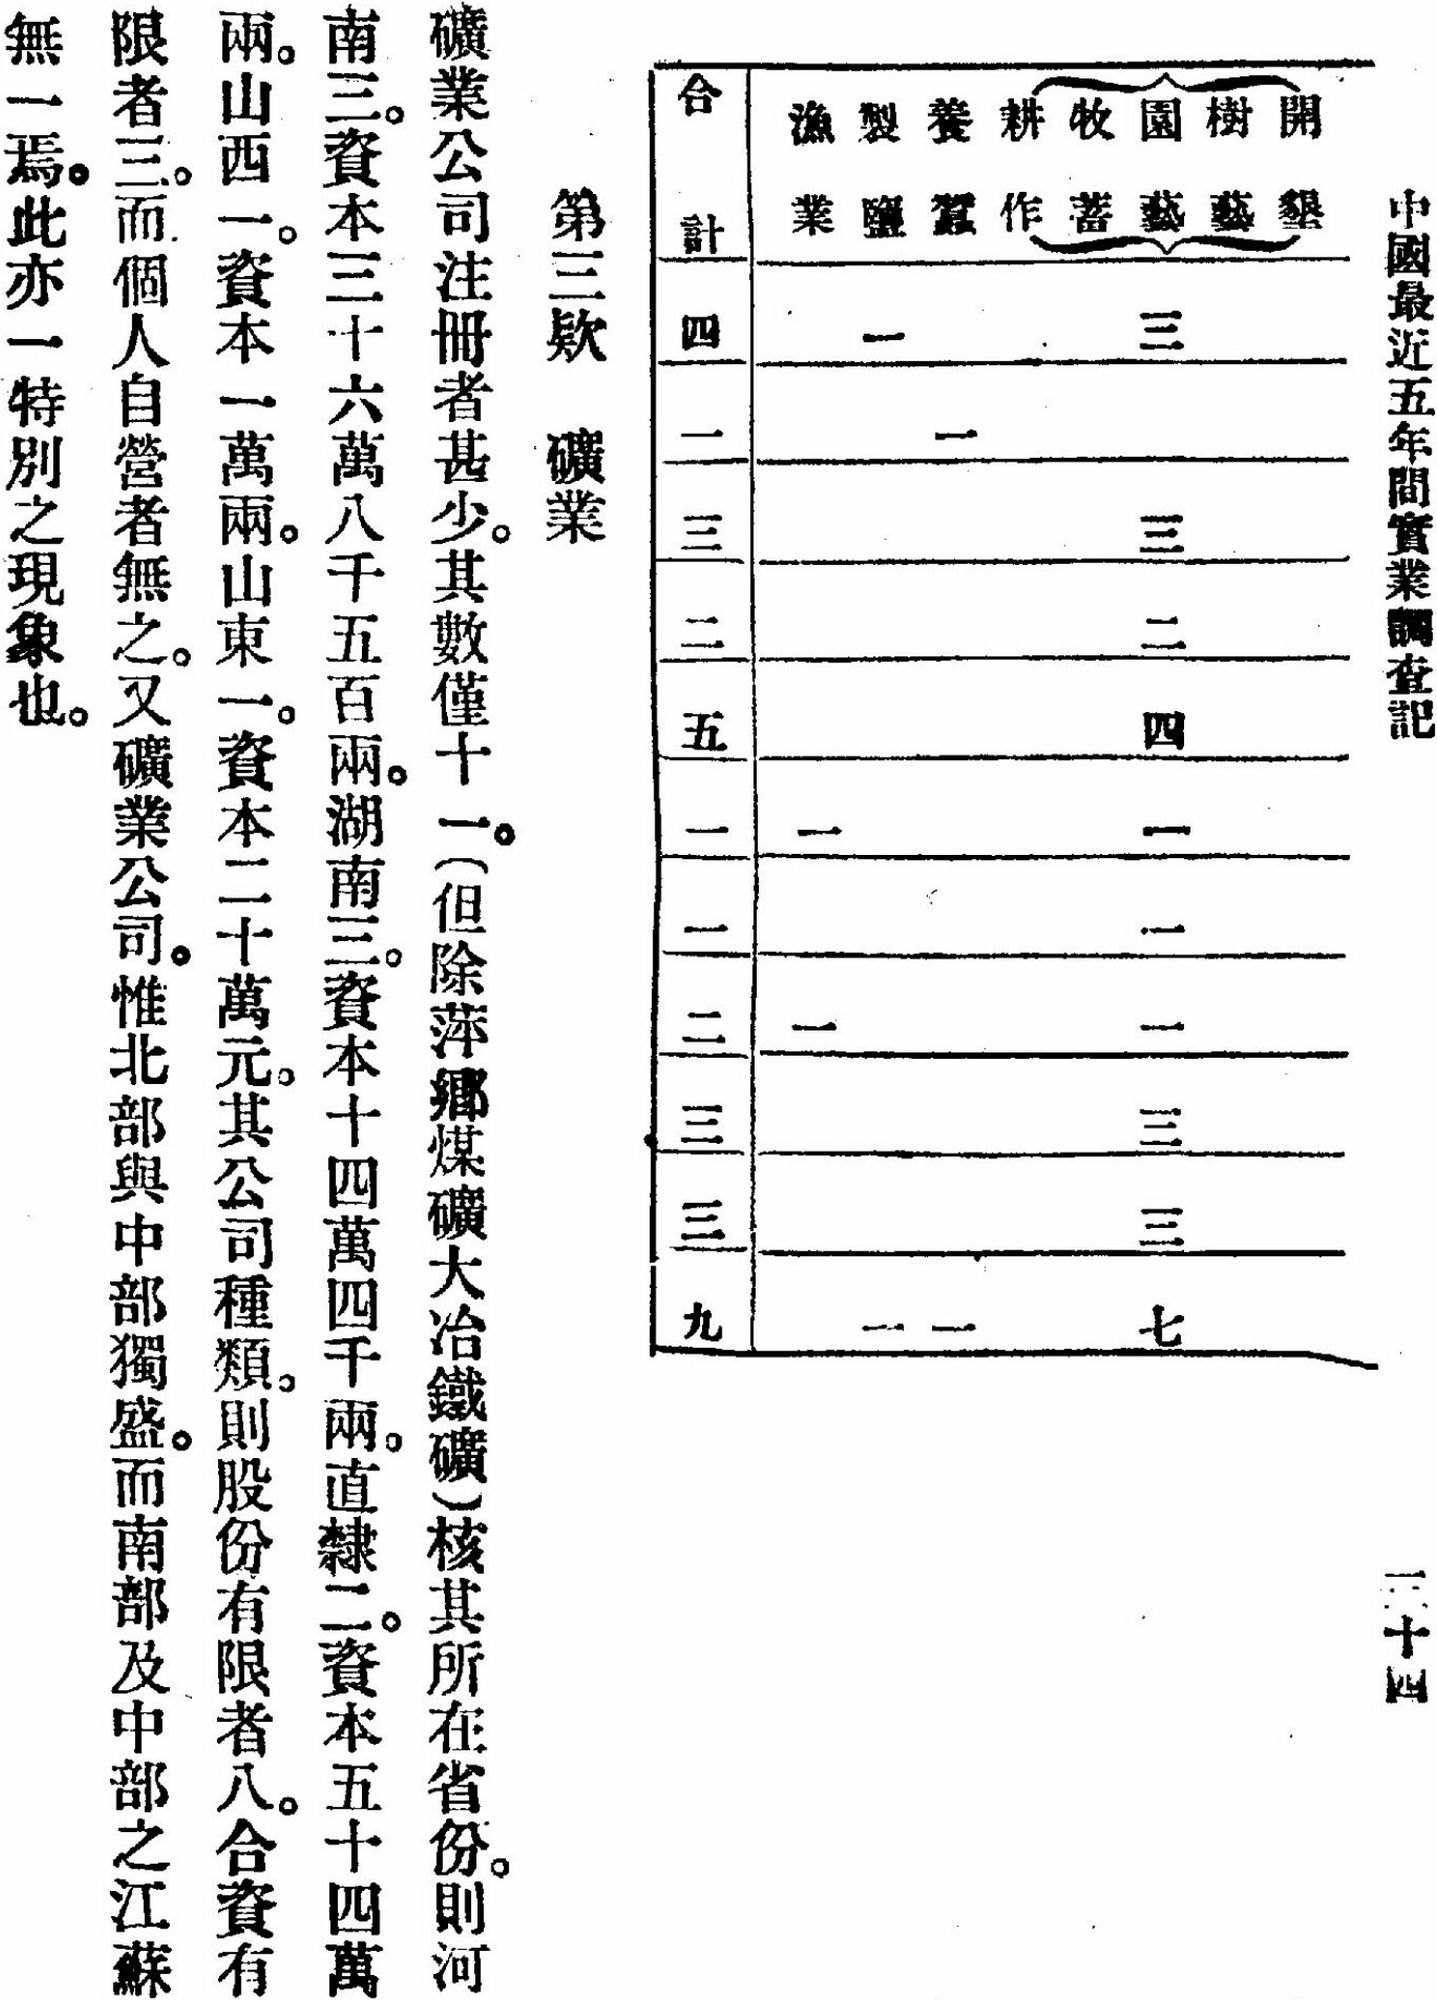 中國最近五年間實業調查記
三十四
開墾
樹藝
園藝 三 三 二 四 一 一 一 三 三 七
牧蓄
耕作
養蠶 一 一
製鹽 一 一
漁業 一 一
合計 四 一 三 二 五 一 一 二 三 三 九
第三欵 礦業
礦業公司注冊者甚少。其數僅十一。（但除萍鄉煤礦大冶鐵礦）核其所在省份。則河
南三。資本三十六萬八千五百兩。湖南三。資本十四萬四千兩。直隸二。資本五十四萬
兩。山西一。資本一萬兩。山東一。資本二十萬元。其公司種類。則股份有限者八。合資有
限者三。而個人自營者無之。又礦業公司。惟北部與中部獨盛。而南部及中部之江蘇
無一焉。此亦一特別之現象也。